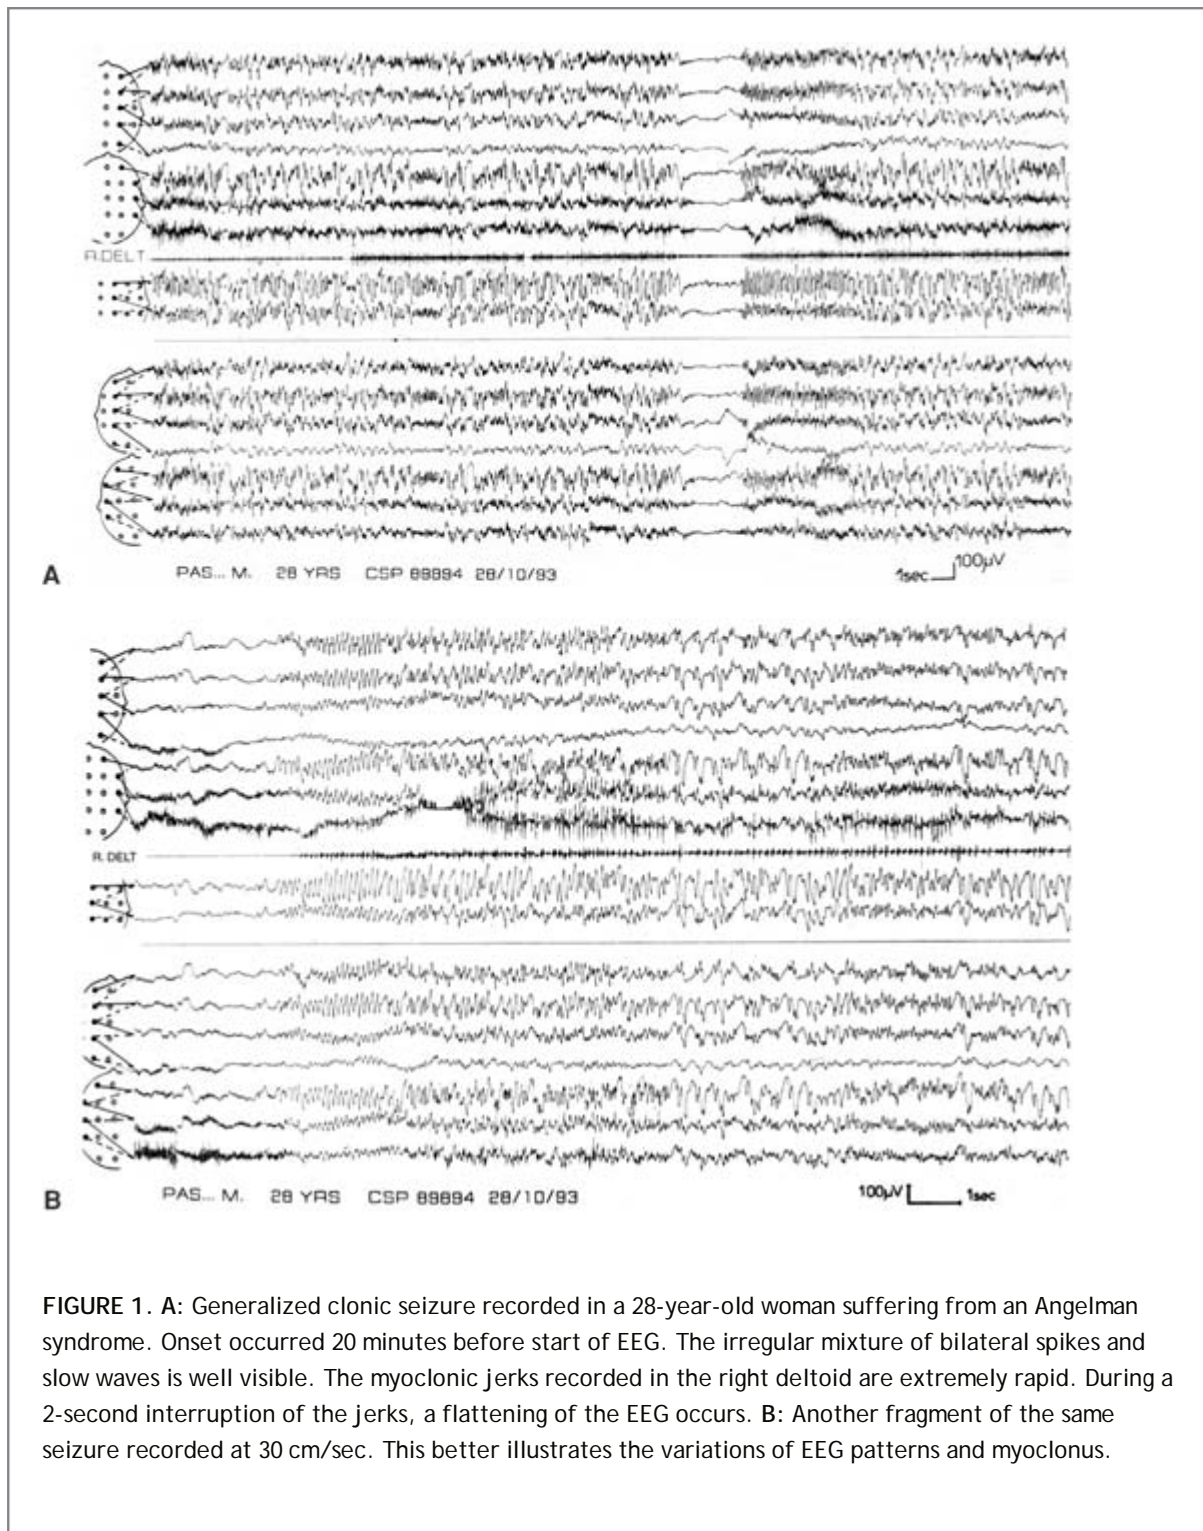 R.DELT
A
PAS... M. 28 YRS CSP 89894 28/10/93
1sec 100µV
R. DELT
B
PAS... M. 28 YRS CSP 89894 28/10/93
100µV 1sec
FIGURE 1. A: Generalized clonic seizure recorded in a 28-year-old woman suffering from an Angelman
syndrome. Onset occurred 20 minutes before start of EEG. The irregular mixture of bilateral spikes and
slow waves is well visible. The myoclonic jerks recorded in the right deltoid are extremely rapid. During a
2-second interruption of the jerks, a flattening of the EEG occurs. B: Another fragment of the same
seizure recorded at 30 cm/sec. This better illustrates the variations of EEG patterns and myoclonus.